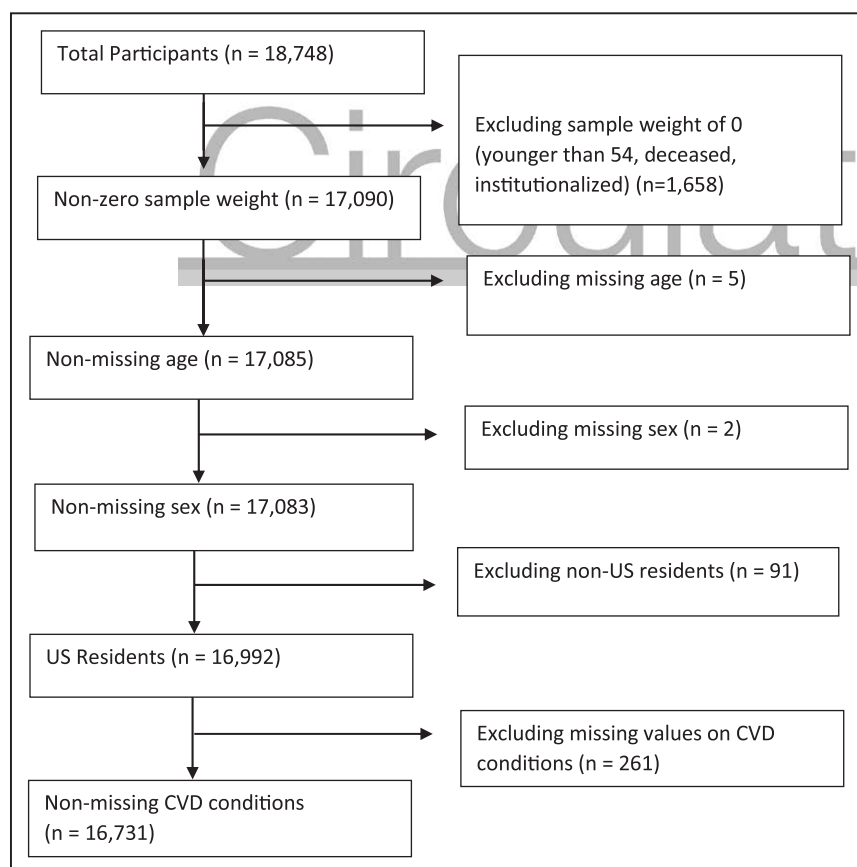 Total Participants (n = 18,748)
Excluding sample weight of 0
(younger than 54, deceased,
institutionalized) (n=1,658)
Non-zero sample weight (n = 17,090)
Excluding missing age (n = 5)
Non-missing age (n = 17,085)
Excluding missing sex (n = 2)
Non-missing sex (n = 17,083)
Excluding non-US residents (n = 91)
US Residents (n = 16,992)
Excluding missing values on CVD
conditions (n = 261)
Non-missing CVD conditions
(n = 16,731)